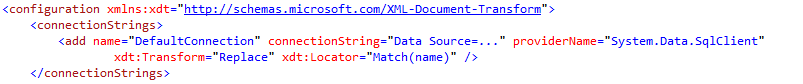 <configuration xmlns:xdt="http://schemas.microsoft.com/XML-Document-Transform">
<connectionStrings>
<add name="DefaultConnection" connectionString="Data Source=..." providerName="System.Data.SqlClient"
xdt:Transform="Replace" xdt:Locator="Match(name)" />
</connectionStrings>